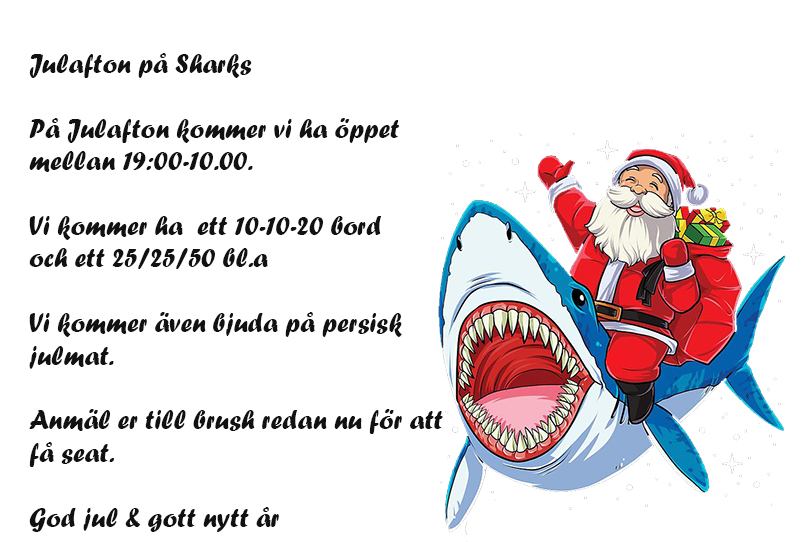 Julafton på Sharks
På Julafton kommer vi ha öppet
mellan 19:00-10.00.
Vi kommer ha  ett 10-10-20 bord
och ett 25/25/50 bl.a
Vi kommer även bjuda på persisk
julmat.
Anmäl er till brush redan nu för att
få seat.
God jul & gott nytt år